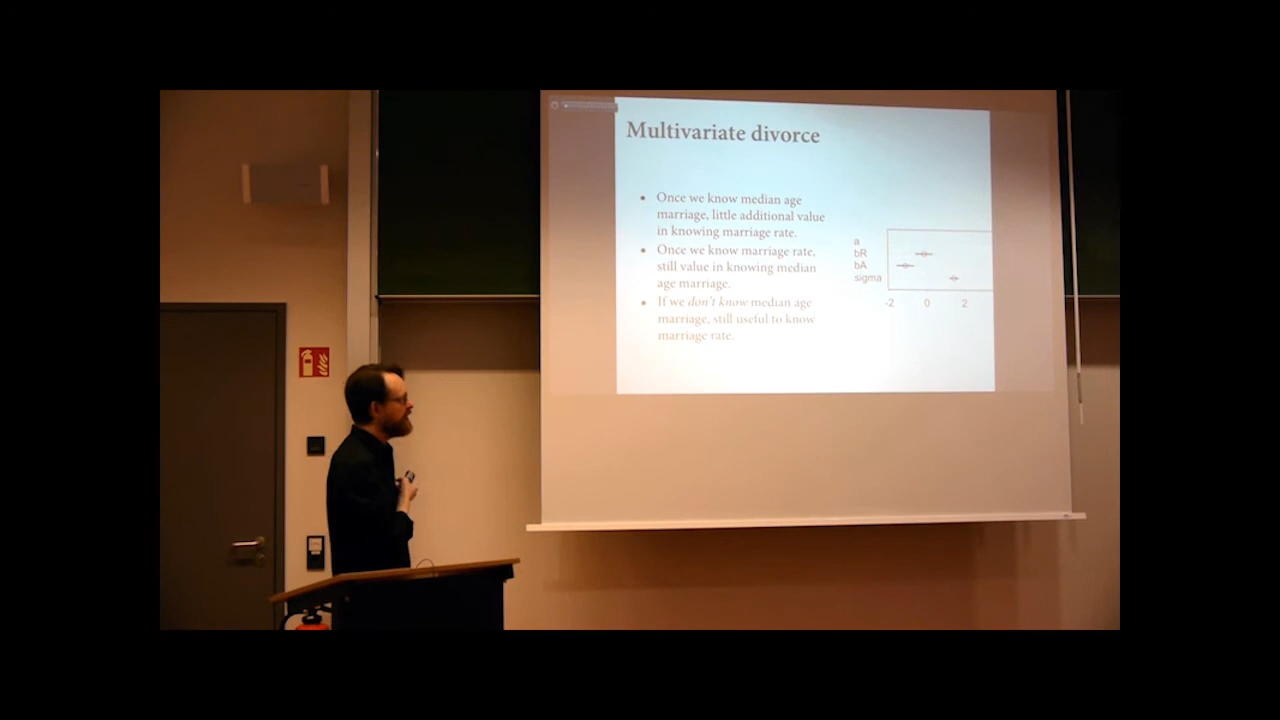 Multivariate divorce
• Once we know median age
marriage, little additional value
in knowing marriage rate.
• Once we know marriage rate,
still value in knowing median
age marriage.
• If we don't know median age
marriage, still useful to know
marriage rate.
a
bR
bA
sigma
-2 0 2